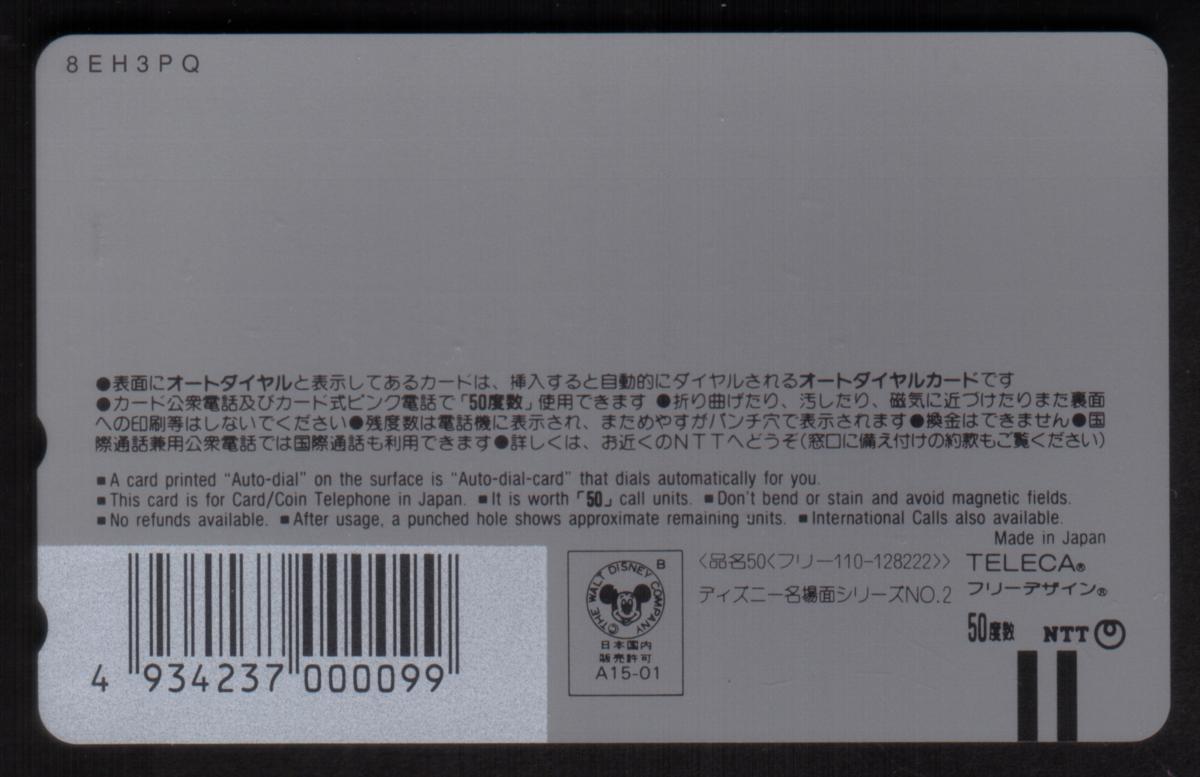 8EH3PQ
●表面にオートダイヤルと表示してあるカードは、挿入すると自動的にダイヤルされるオートダイヤルカードです
●カード公衆電話及びカード式ピンク電話で「50度数」使用できます ●折り曲げたり、汚したり、磁気に近づけたりまた裏面
への印刷等はしないでください●残度数は電話機に表示され、まためやすがパンチ穴で表示されます●換金はできません●国
際通話兼用公衆電話では国際通話も利用できます●詳しくは、お近くのNTTへどうぞ(窓口に備え付けの約款もご覧ください)
■A card printed "Auto-dial" on the surface is "Auto-dial-card" that dials automatically for you.
■This card is for Card/Coin Telephone in Japan. ■It is worth「50」call units. ■Don't bend or stain and avoid magnetic fields.
■No refunds available. ■After usage, a punched hole shows approximate remaining units. ■International Calls also available.
Made in Japan
〈品名50〈フリー110-128222〉〉 TELECA®
ディズニー名場面シリーズNO.2 フリーデザイン®
50度数 NTT
B
©THE WALT DISNEY COMPANY
日本国内
販売許可
A15-01
4 934237 000099